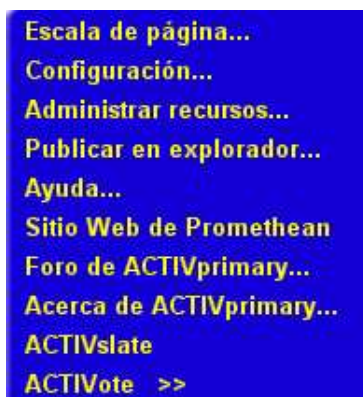 Escala de página...
Configuración...
Administrar recursos...
Publicar en explorador...
Ayuda...
Sitio Web de Promethean
Foro de ACTIVprimary...
Acerca de ACTIVprimary...
ACTIVslate
ACTIVote >>